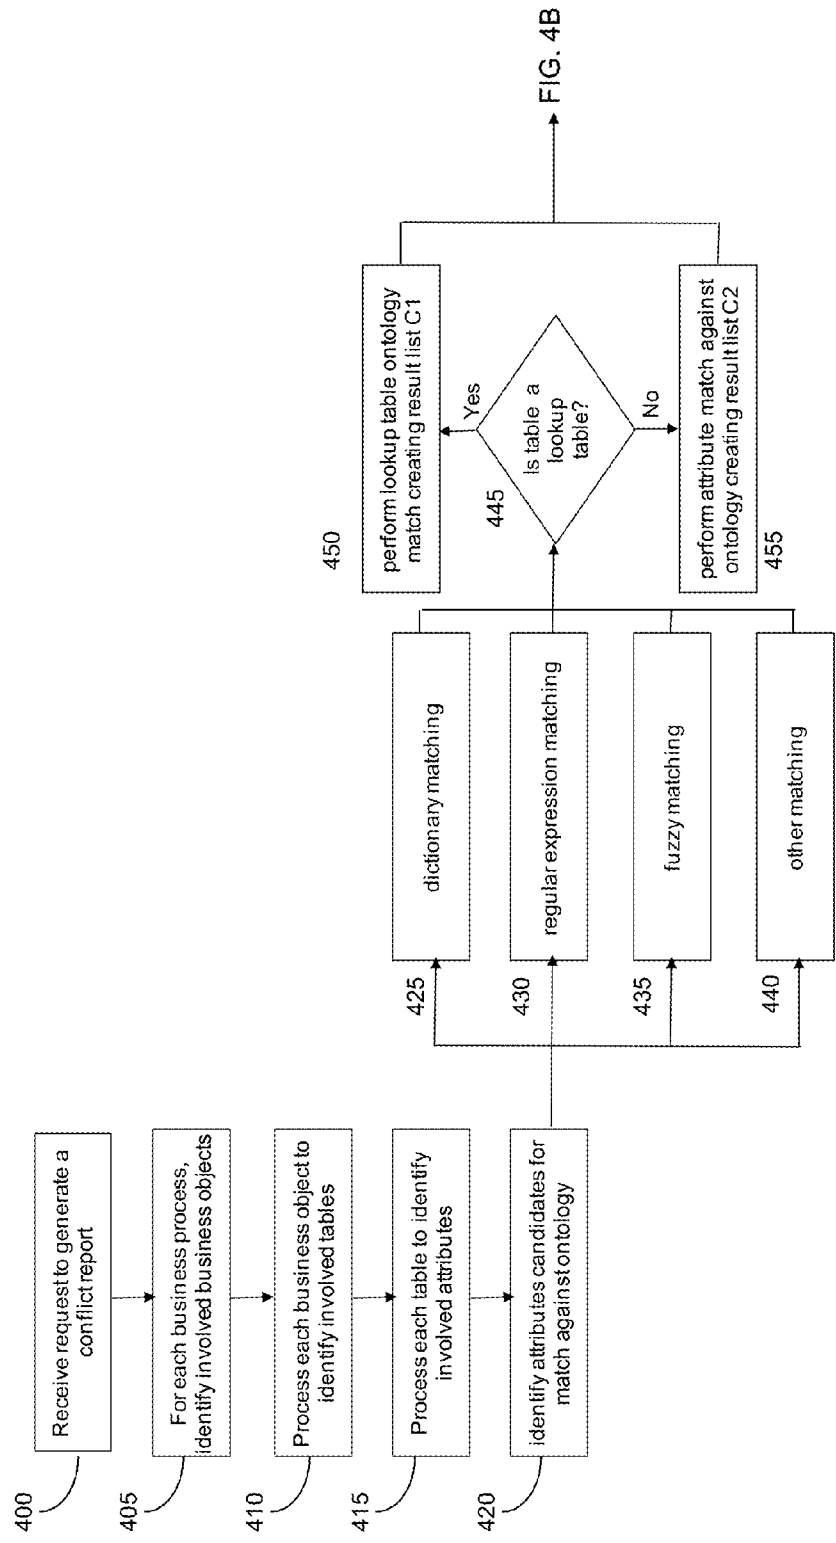 400
Receive request to generate a
conflict report
405
For each business process,
identify involved business objects
410
Process each business object to
identify involved tables
415
Process each table to identify
involved attributes
420
identify attributes candidates for
match against ontology
425
dictionary matching
430
regular expression matching
435
fuzzy matching
440
other matching
445
Is table a
lookup
table?
Yes
No
450
perform lookup table ontology
match creating result list C1
455
perform attribute match against
ontology creating result list C2
FIG. 4B